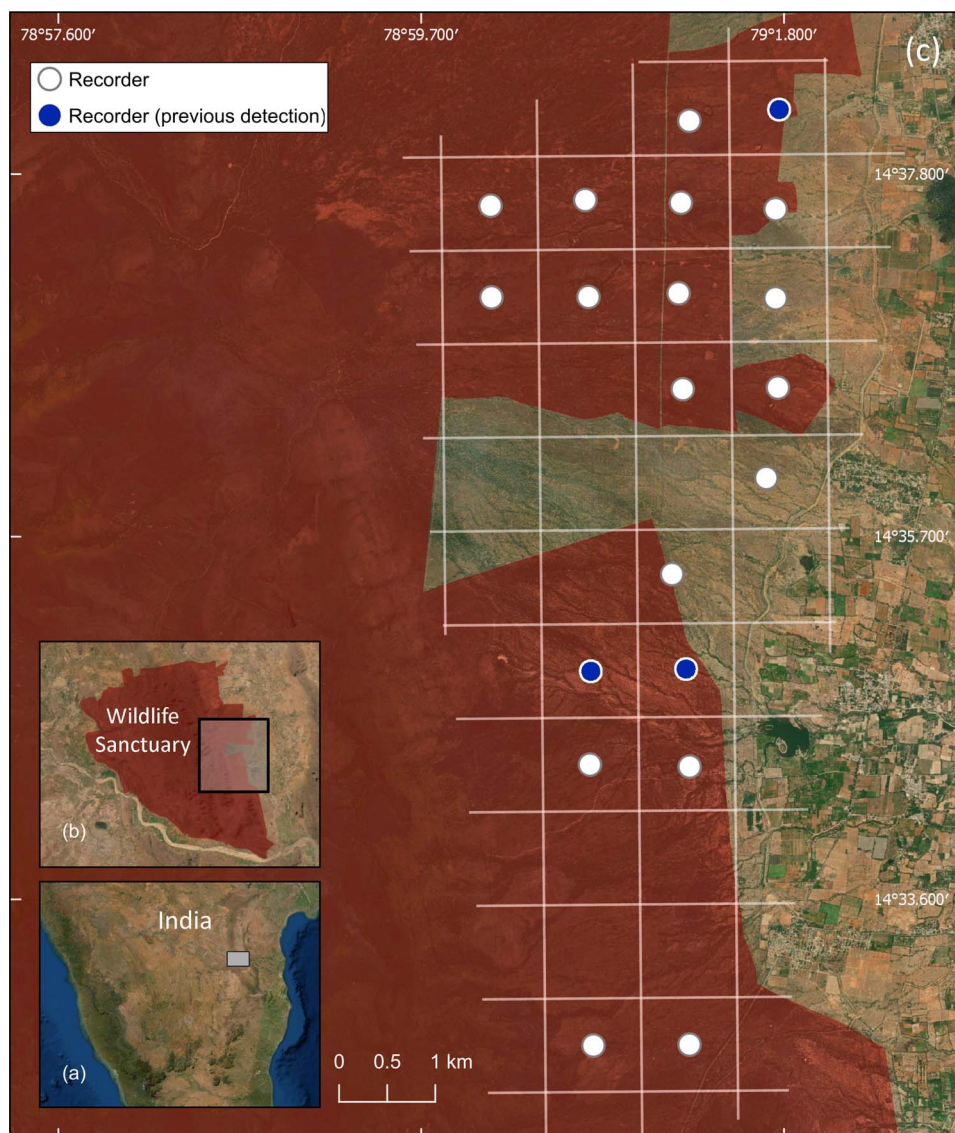 78°57.600′ 78°59.700′ 79°1.800′
(c)
Recorder
Recorder (previous detection)
14°37.800′
14°35.700′
Wildlife
Sanctuary
(b)
14°33.600′
India
(a)
0 0.5 1 km